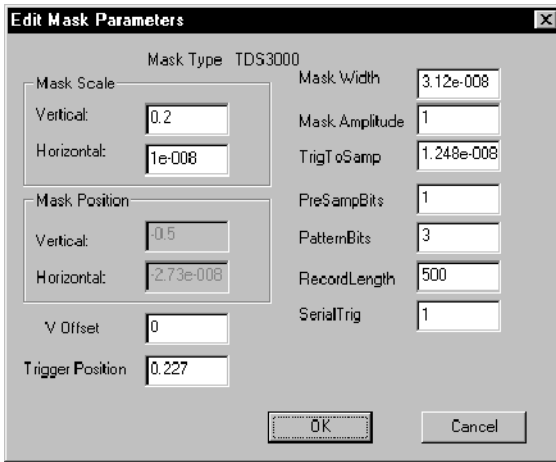 Edit Mask Parameters
Mask Type TDS3000
Mask Scale
Vertical: 0.2
Horizontal: 1e-008
Mask Position
Vertical: -0.5
Horizontal: -2.73e-008
V Offset 0
Trigger Position 0.227
Mask Width 3.12e-008
Mask Amplitude 1
TrigToSamp 1.248e-008
PreSampBits 1
PatternBits 3
RecordLength 500
SerialTrig 1
OK
Cancel